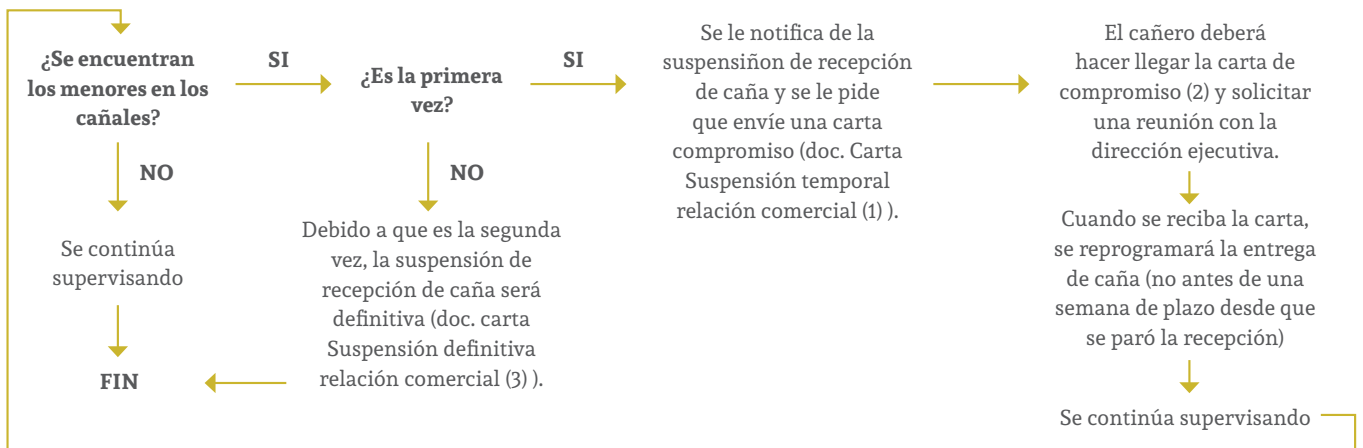 ¿Se encuentran
los menores en los
cañales?
SI
¿Es la primera
vez?
SI
Se le notifica de la
suspensiñon de recepción
de caña y se le pide
que envíe una carta
compromiso (doc. Carta
Suspensión temporal
relación comercial (1) ).
El cañero deberá
hacer llegar la carta de
compromiso (2) y solicitar
una reunión con la
dirección ejecutiva.
NO
Se continúa
supervisando
NO
Debido a que es la segunda
vez, la suspensión de
recepción de caña será
definitiva (doc. carta
Suspensión definitiva
relación comercial (3) ).
FIN
Cuando se reciba la carta,
se reprogramará la entrega
de caña (no antes de una
semana de plazo desde que
se paró la recepción)
Se continúa supervisando